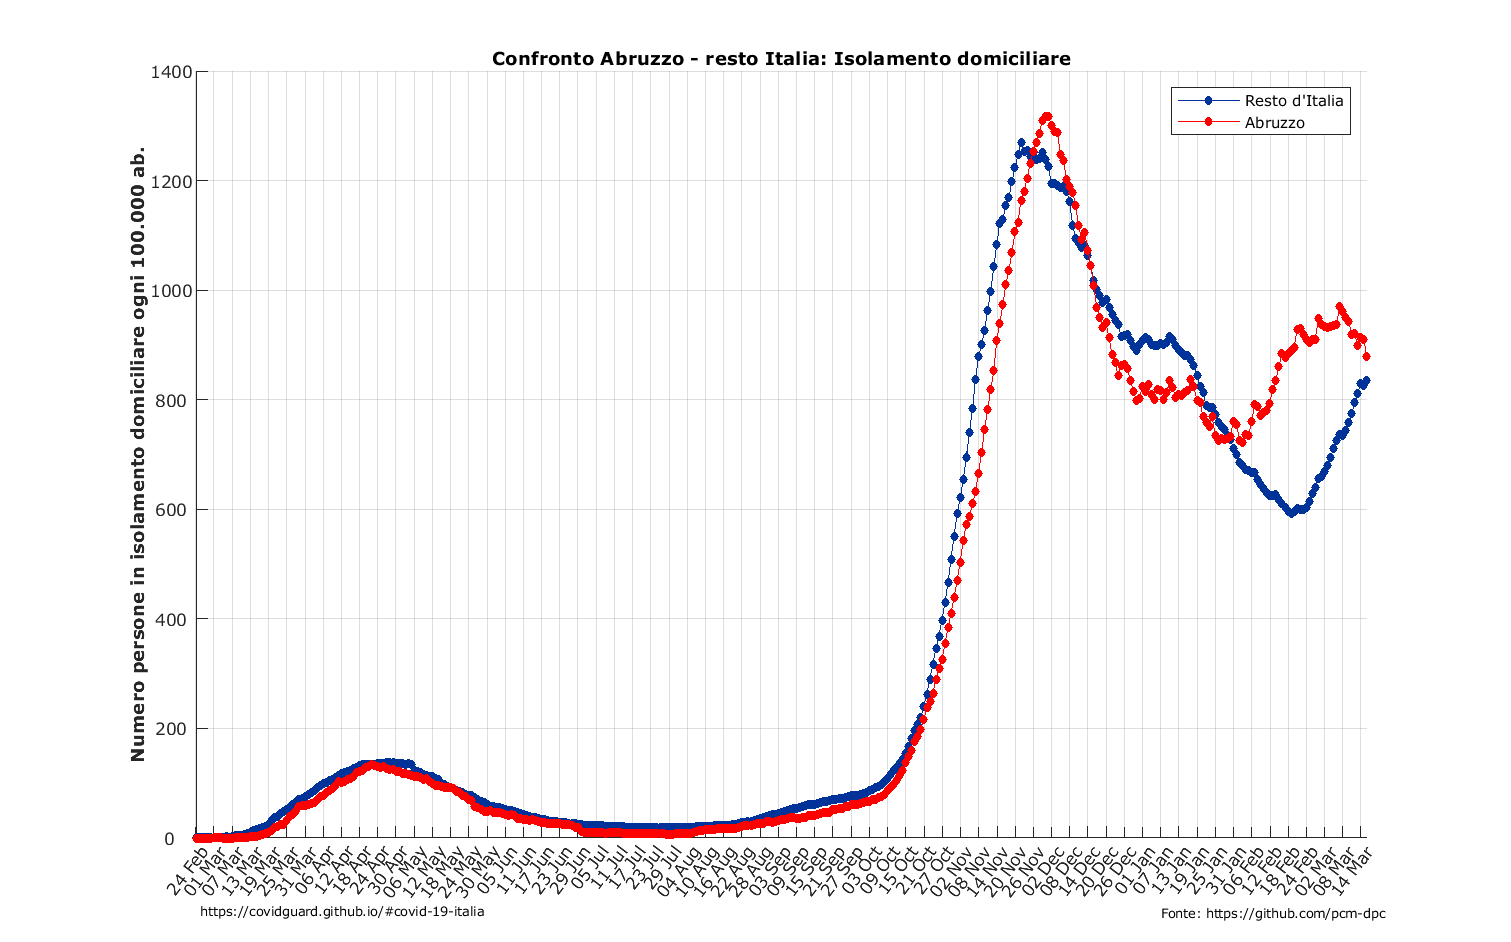 Confronto Abruzzo - resto Italia: Isolamento domiciliare
Numero persone in isolamento domiciliare ogni 100.000 ab.
1400
1200
1000
800
600
400
200
0
Resto d'Italia
Abruzzo
24 Feb
01 Mar
07 Mar
13 Mar
19 Mar
25 Mar
31 Mar
06 Apr
12 Apr
18 Apr
24 Apr
30 Apr
06 May
12 May
18 May
24 May
30 May
05 Jun
11 Jun
17 Jun
23 Jun
29 Jun
05 Jul
11 Jul
17 Jul
23 Jul
29 Jul
04 Aug
10 Aug
16 Aug
22 Aug
28 Aug
03 Sep
09 Sep
15 Sep
21 Sep
27 Sep
03 Oct
09 Oct
15 Oct
21 Oct
27 Oct
02 Nov
08 Nov
14 Nov
20 Nov
26 Nov
02 Dec
08 Dec
14 Dec
20 Dec
26 Dec
01 Jan
07 Jan
13 Jan
19 Jan
25 Jan
31 Jan
06 Feb
12 Feb
18 Feb
24 Feb
02 Mar
08 Mar
14 Mar
https://covidguard.github.io/#covid-19-italia
Fonte: https://github.com/pcm-dpc